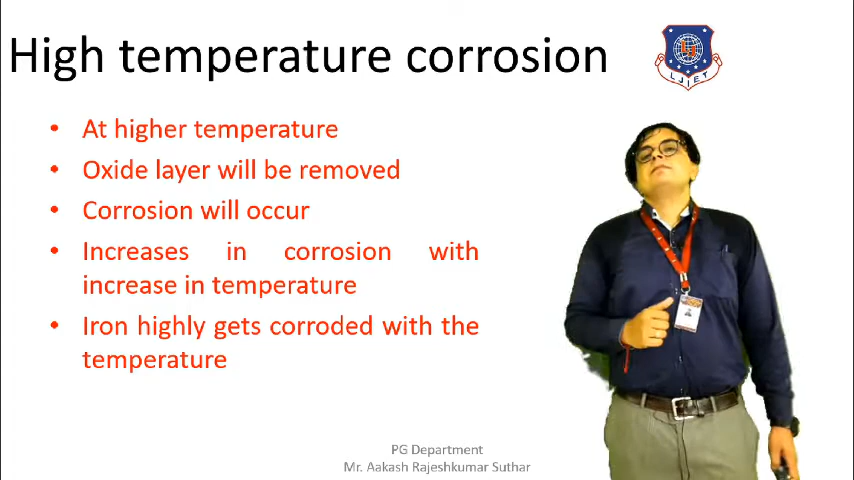 High temperature corrosion
LJIET
• At higher temperature
• Oxide layer will be removed
• Corrosion will occur
• Increases in corrosion with
increase in temperature
• Iron highly gets corroded with the
temperature
PG Department
Mr. Aakash Rajeshkumar Suthar